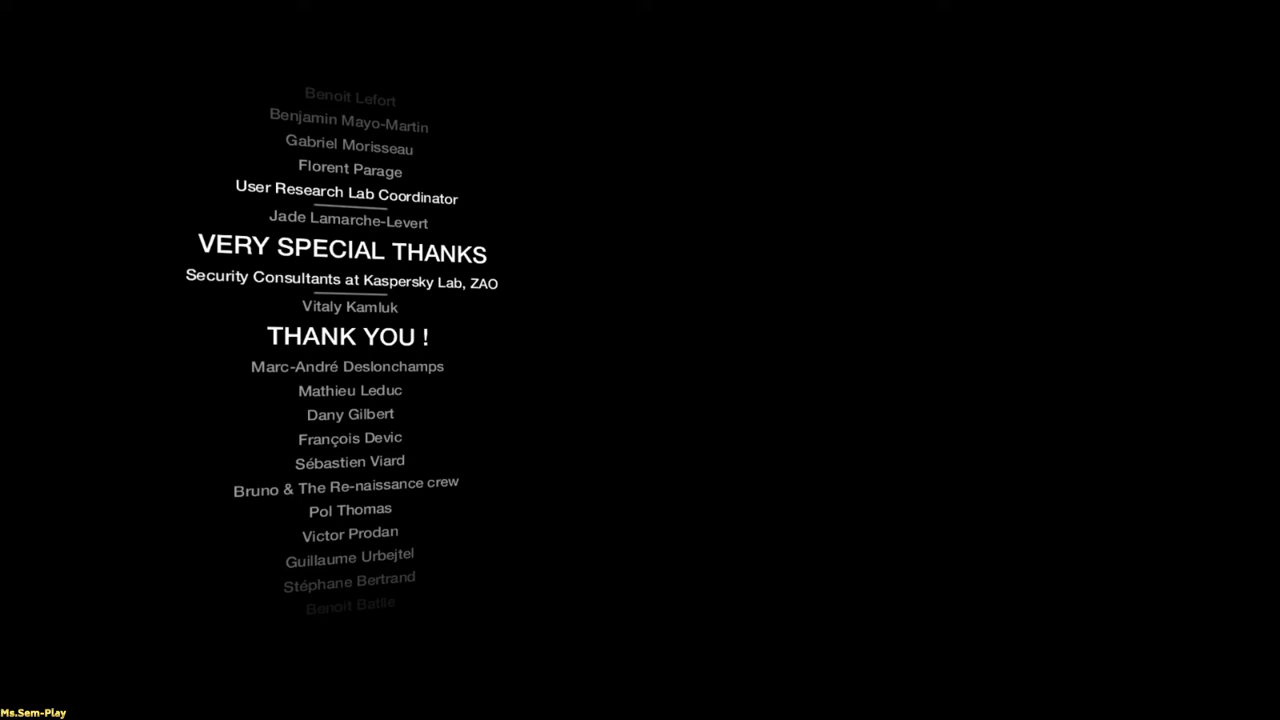 Benoit Lefort
Benjamin Mayo-Martin
Gabriel Morisseau
Florent Parage
User Research Lab Coordinator
Jade Lamarche-Levert
VERY SPECIAL THANKS
Security Consultants at Kaspersky Lab, ZAO
Vitaly Kamluk
THANK YOU !
Marc-André Deslonchamps
Mathieu Leduc
Dany Gilbert
François Devic
Sébastien Viard
Bruno & The Re-naissance crew
Pol Thomas
Victor Prodan
Guillaume Urbejtel
Stéphane Bertrand
Benoit Batlle
Ms.Sem-Play